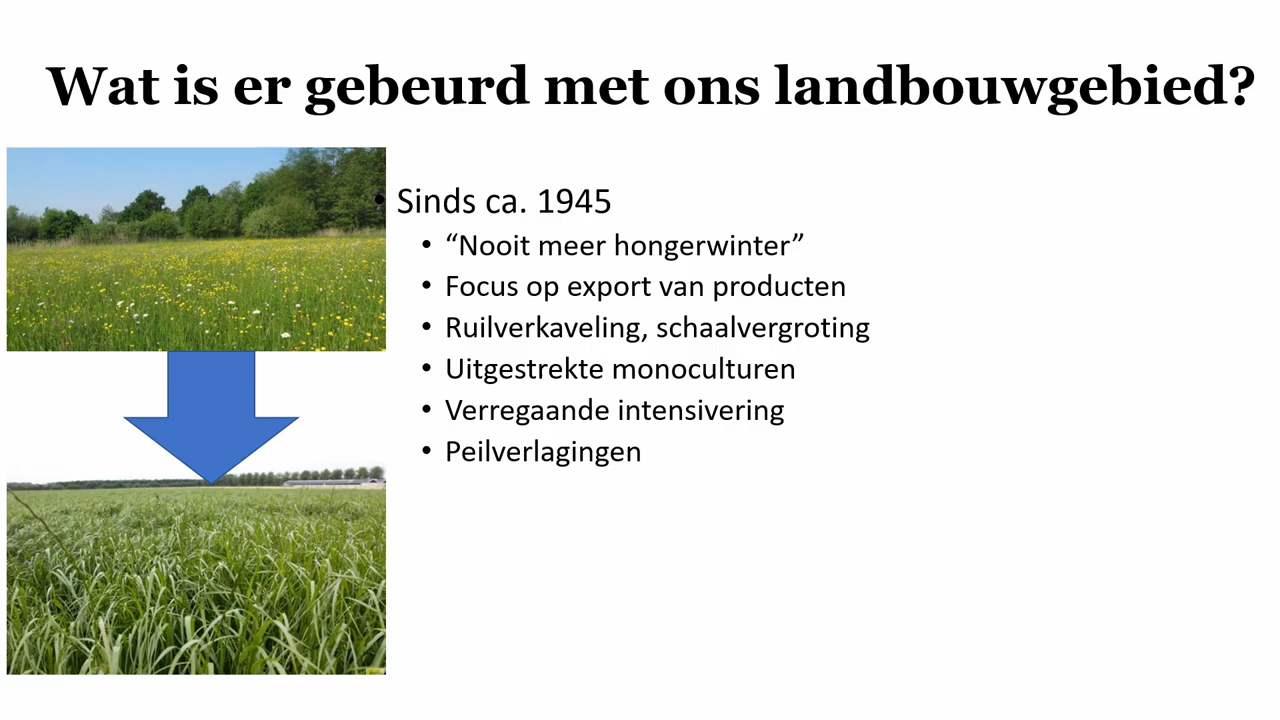 Wat is er gebeurd met ons landbouwgebied?
• Sinds ca. 1945
• “Nooit meer hongerwinter”
• Focus op export van producten
• Ruilverkaveling, schaalvergroting
• Uitgestrekte monoculturen
• Verregaande intensivering
• Peilverlagingen